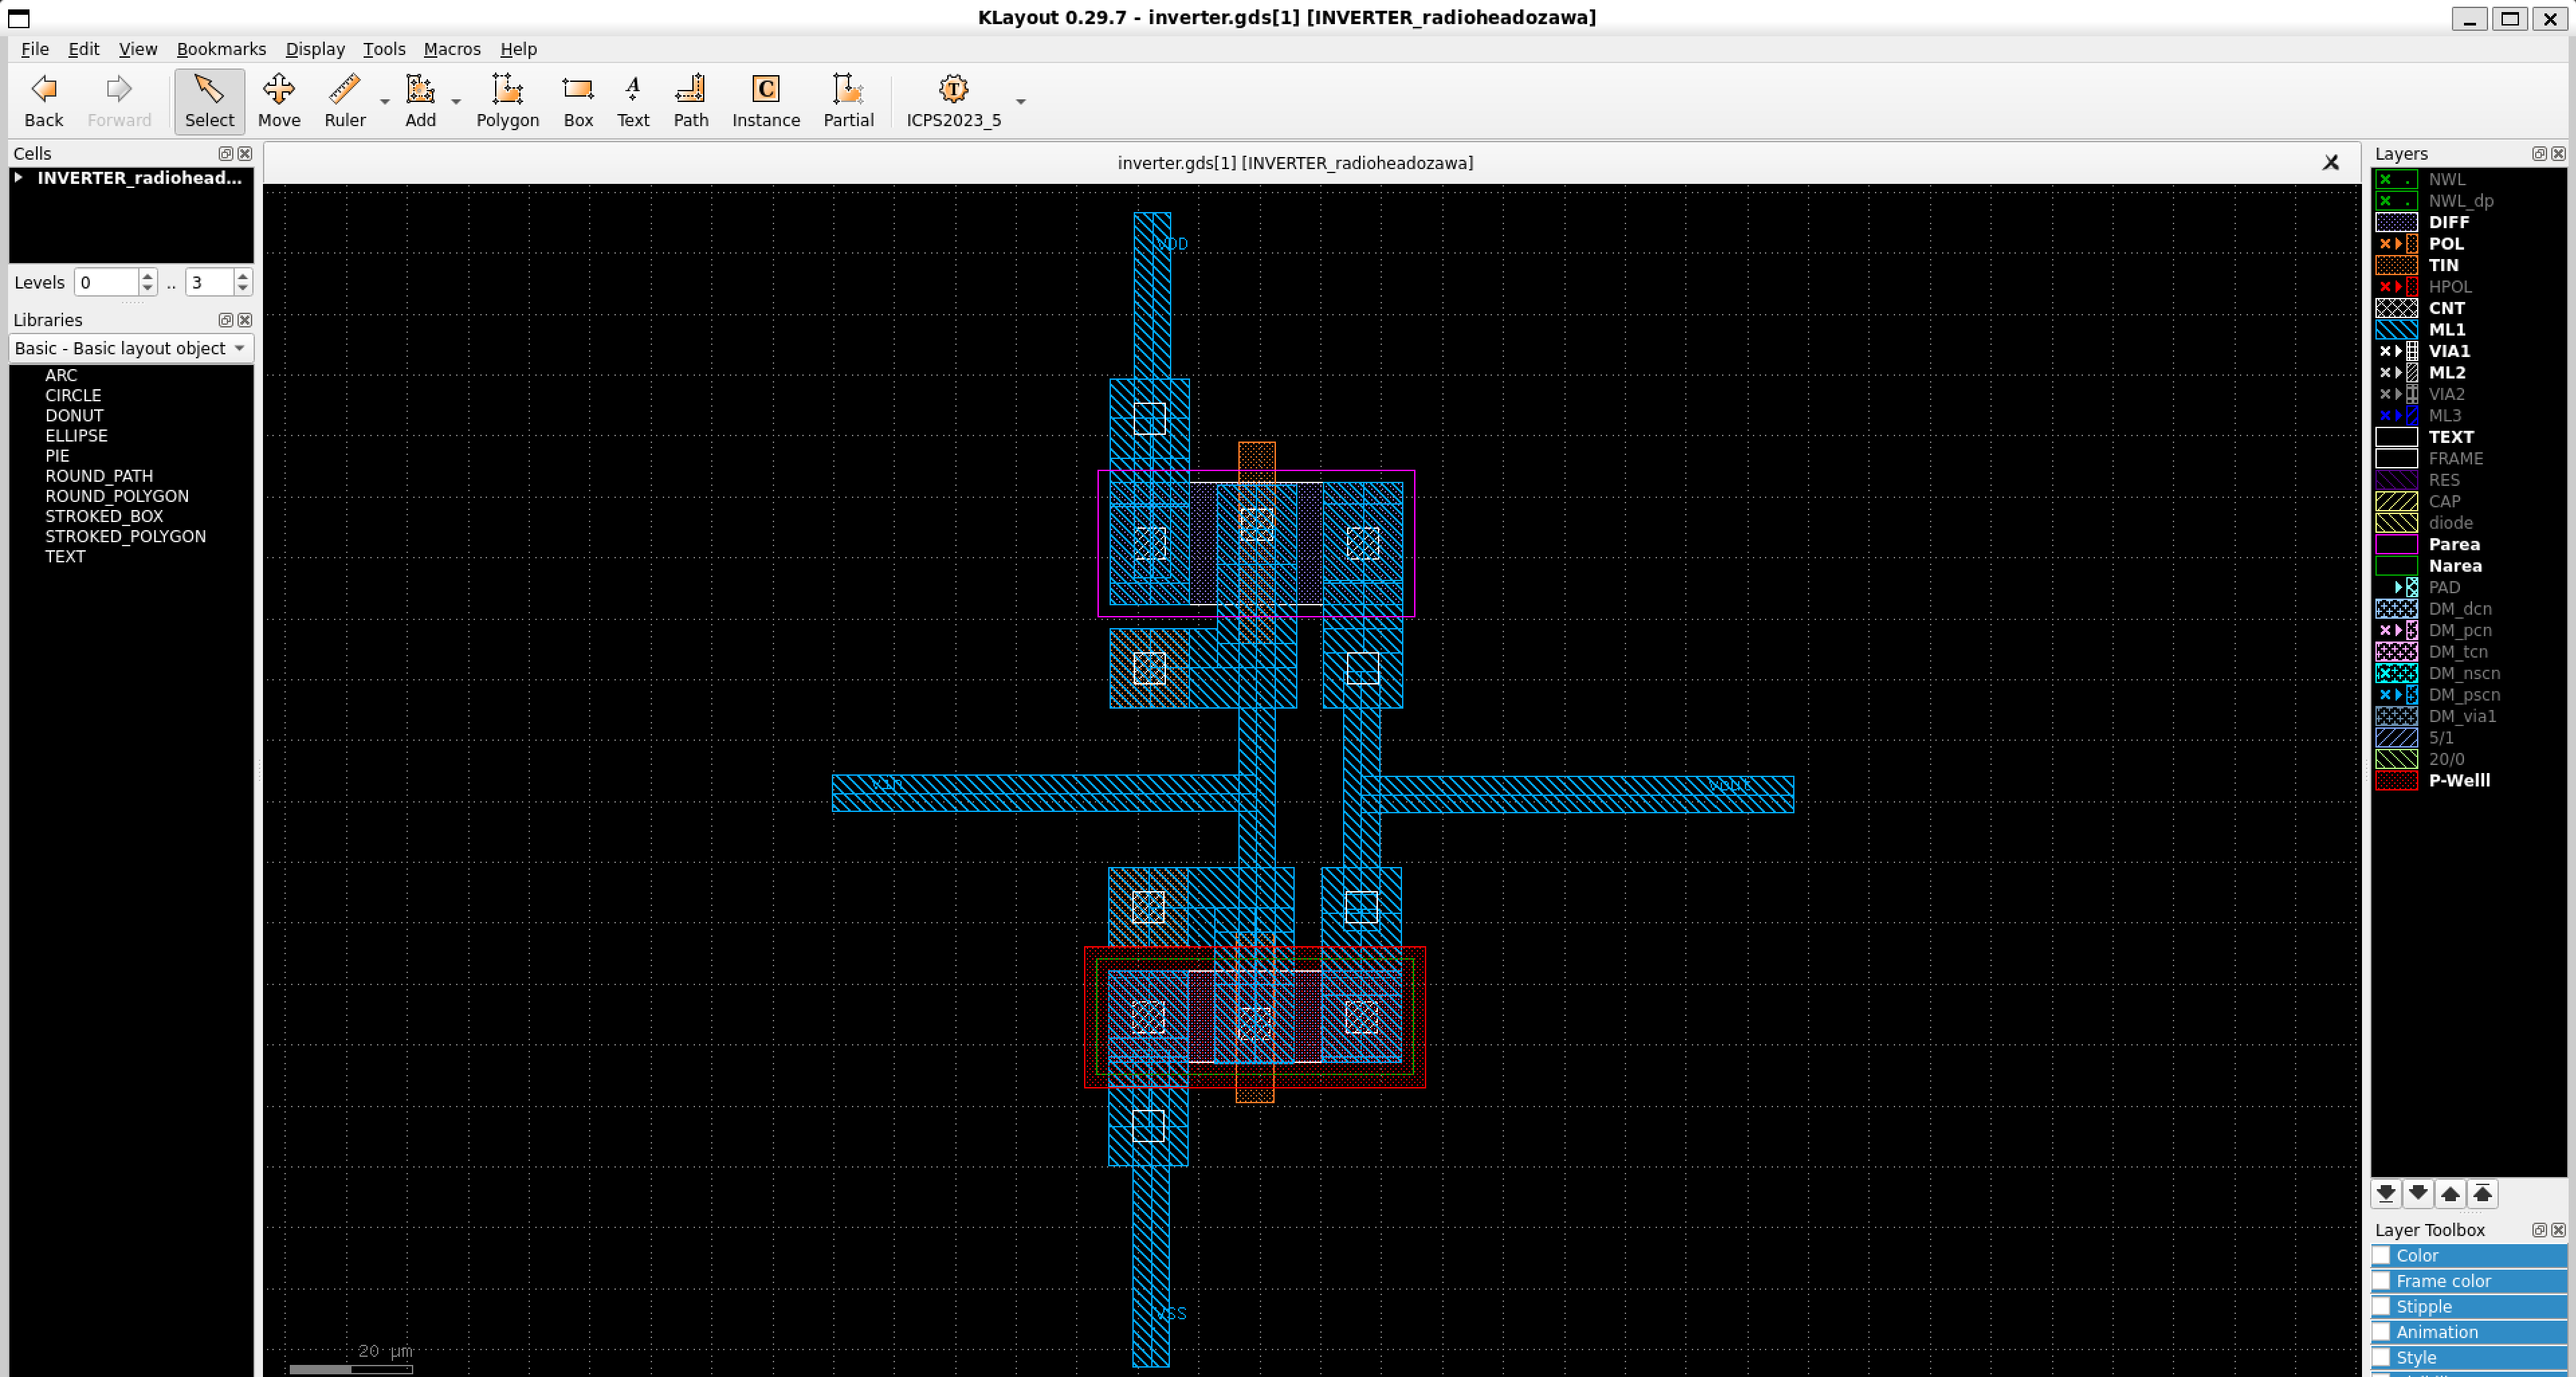 KLayout 0.29.7 - inverter.gds[1] [INVERTER_radioheadozawa]
File Edit View Bookmarks Display Tools Macros Help
Back Forward Select Move Ruler Add Polygon Box Text Path Instance Partial ICPS2023_5
Cells
INVERTER_radiohead...
Levels 0 .. 3
Libraries
Basic - Basic layout object
ARC
CIRCLE
DONUT
ELLIPSE
PIE
ROUND_PATH
ROUND_POLYGON
STROKED_BOX
STROKED_POLYGON
TEXT
inverter.gds[1] [INVERTER_radioheadozawa]
VDD
vin
vout
VSS
20 µm
Layers
NWL
NWL_dp
DIFF
POL
TIN
HPOL
CNT
ML1
VIA1
ML2
VIA2
ML3
TEXT
FRAME
RES
CAP
diode
Parea
Narea
PAD
DM_dcn
DM_pcn
DM_tcn
DM_nscn
DM_pscn
DM_via1
5/1
20/0
P-Welll
Layer Toolbox
Color
Frame color
Stipple
Animation
Style